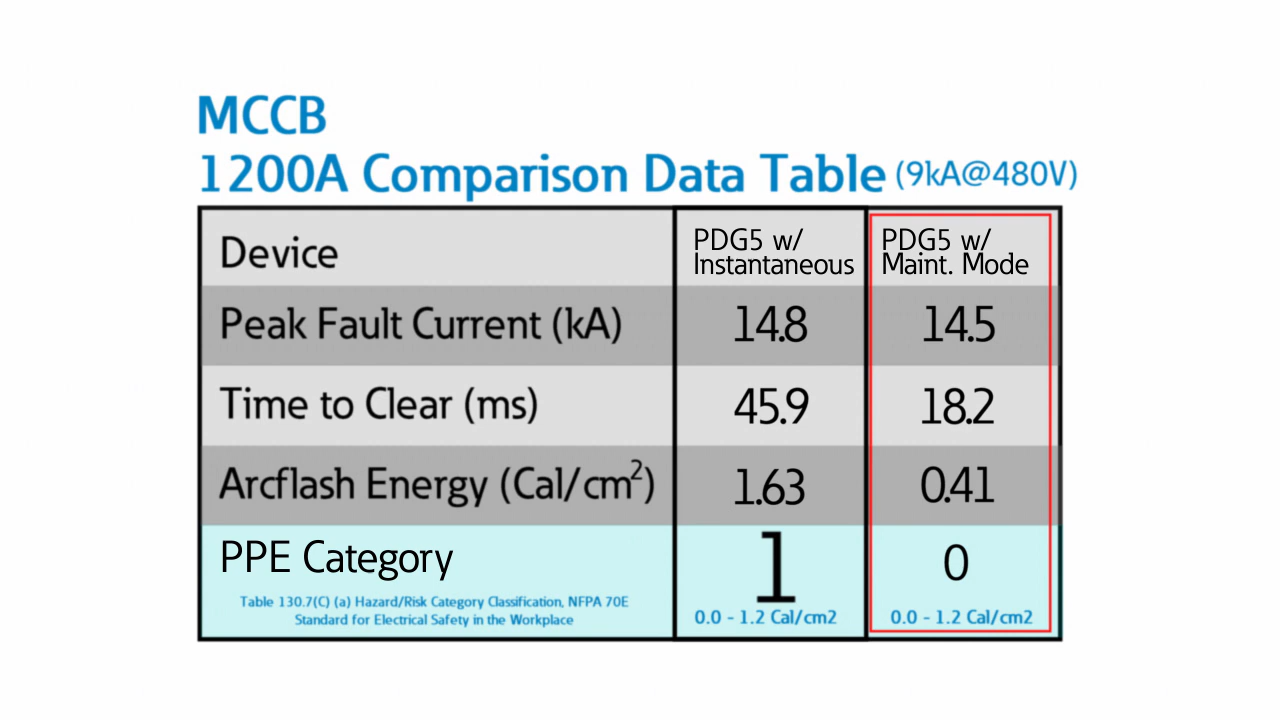 MCCB
1200A Comparison Data Table (9kA@480V)
Device
PDG5 w/
Instantaneous
PDG5 w/
Maint. Mode
Peak Fault Current (kA) 14.8 14.5
Time to Clear (ms) 45.9 18.2
Arcflash Energy (Cal/cm²) 1.63 0.41
PPE Category 1 0
Table 130.7(C) (a) Hazard/Risk Category Classification, NFPA 70E
Standard for Electrical Safety in the Workplace
0.0 - 1.2 Cal/cm2 0.0 - 1.2 Cal/cm2